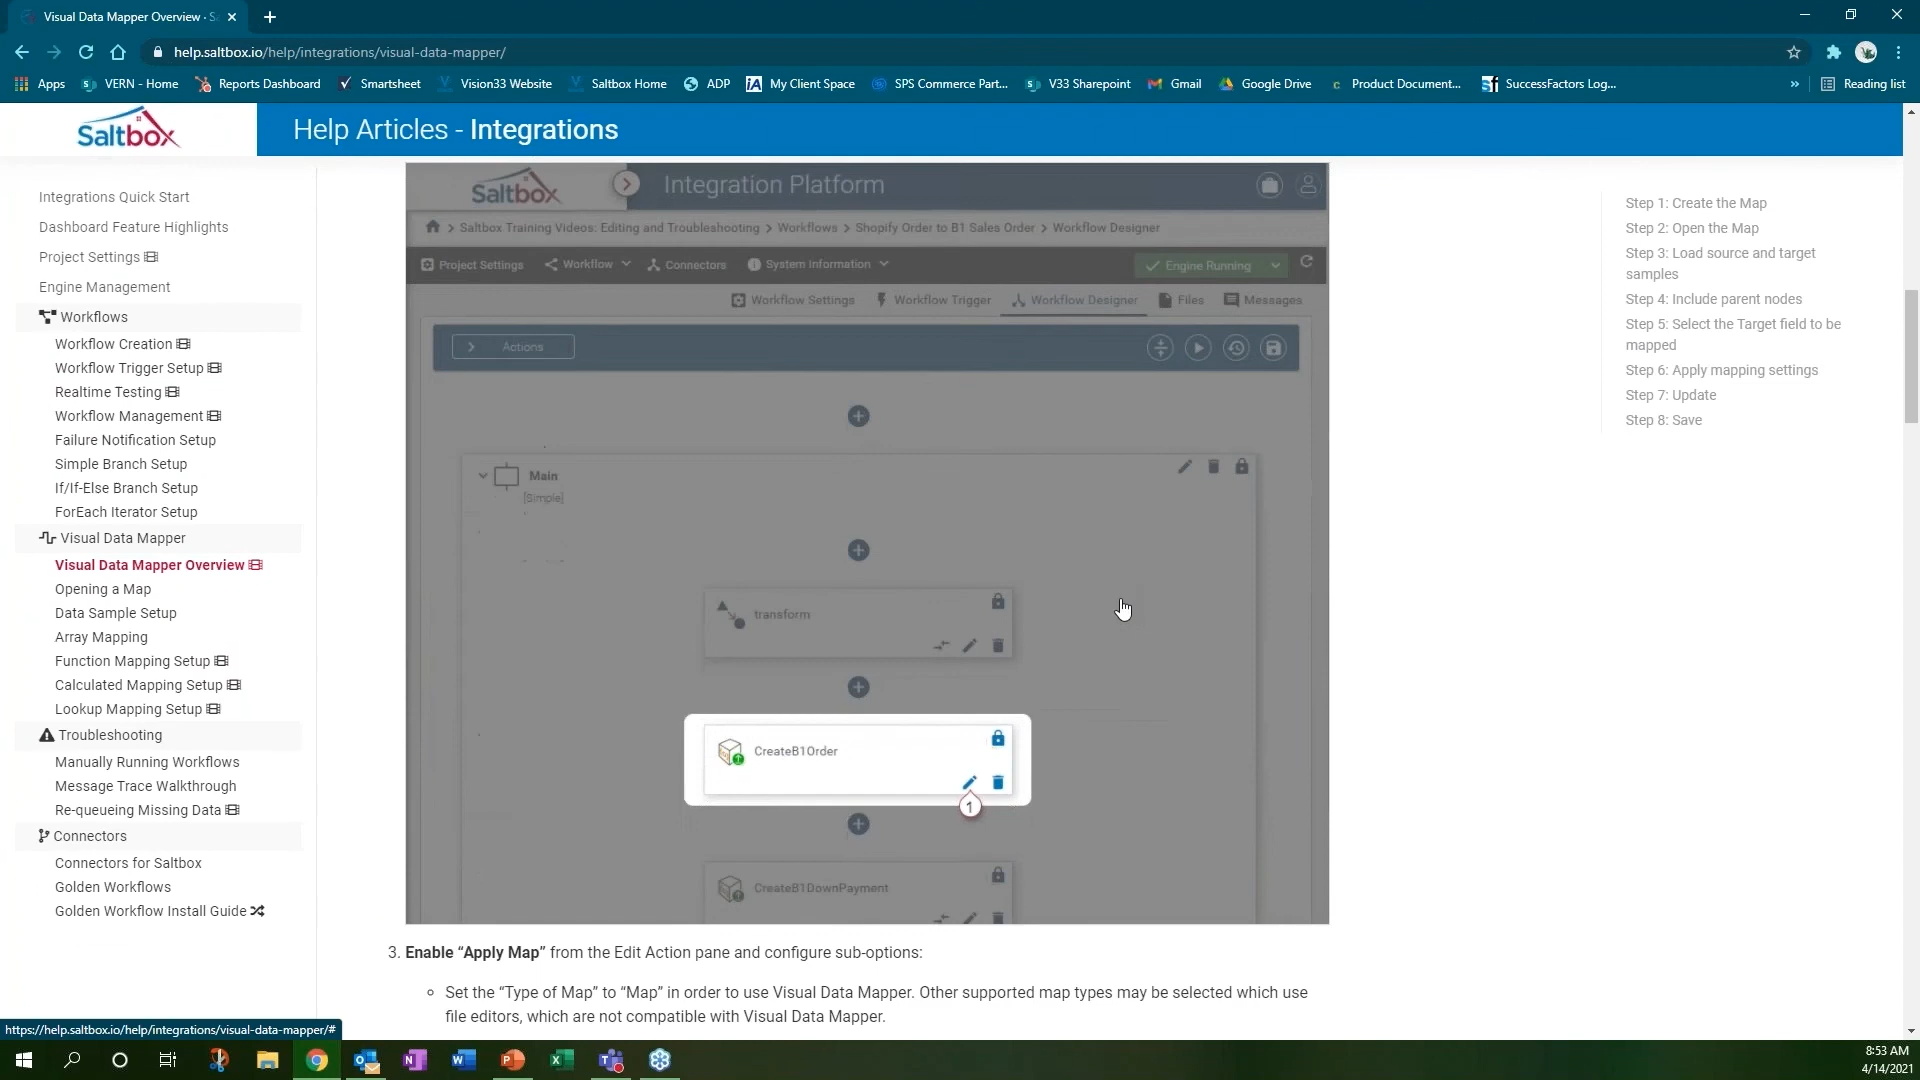 Visual Data Mapper Overview · S
help.saltbox.io/help/integrations/visual-data-mapper/
Apps VERN - Home Reports Dashboard Smartsheet Vision33 Website Saltbox Home ADP My Client Space SPS Commerce Part... V33 Sharepoint Gmail Google Drive Product Document... SuccessFactors Log... » Reading list
Saltbox
Help Articles - Integrations
Integrations Quick Start
Dashboard Feature Highlights
Project Settings
Engine Management
Workflows
Workflow Creation
Workflow Trigger Setup
Realtime Testing
Workflow Management
Failure Notification Setup
Simple Branch Setup
If/If-Else Branch Setup
ForEach Iterator Setup
Visual Data Mapper
Visual Data Mapper Overview
Opening a Map
Data Sample Setup
Array Mapping
Function Mapping Setup
Calculated Mapping Setup
Lookup Mapping Setup
Troubleshooting
Manually Running Workflows
Message Trace Walkthrough
Re-queueing Missing Data
Connectors
Connectors for Saltbox
Golden Workflows
Golden Workflow Install Guide
Saltbox
Integration Platform
> Saltbox Training Videos: Editing and Troubleshooting > Workflows > Shopify Order to B1 Sales Order > Workflow Designer
Project Settings Workflow Connectors System Information Engine Running
Workflow Settings Workflow Trigger Workflow Designer Files Messages
Actions
Main
[Simple]
transform
CreateB1Order
1
CreateB1DownPayment
3. Enable “Apply Map” from the Edit Action pane and configure sub-options:
Set the “Type of Map” to “Map” in order to use Visual Data Mapper. Other supported map types may be selected which use
file editors, which are not compatible with Visual Data Mapper.
Step 1: Create the Map
Step 2: Open the Map
Step 3: Load source and target
samples
Step 4: Include parent nodes
Step 5: Select the Target field to be
mapped
Step 6: Apply mapping settings
Step 7: Update
Step 8: Save
https://help.saltbox.io/help/integrations/visual-data-mapper/#
8:53 AM
4/14/2021